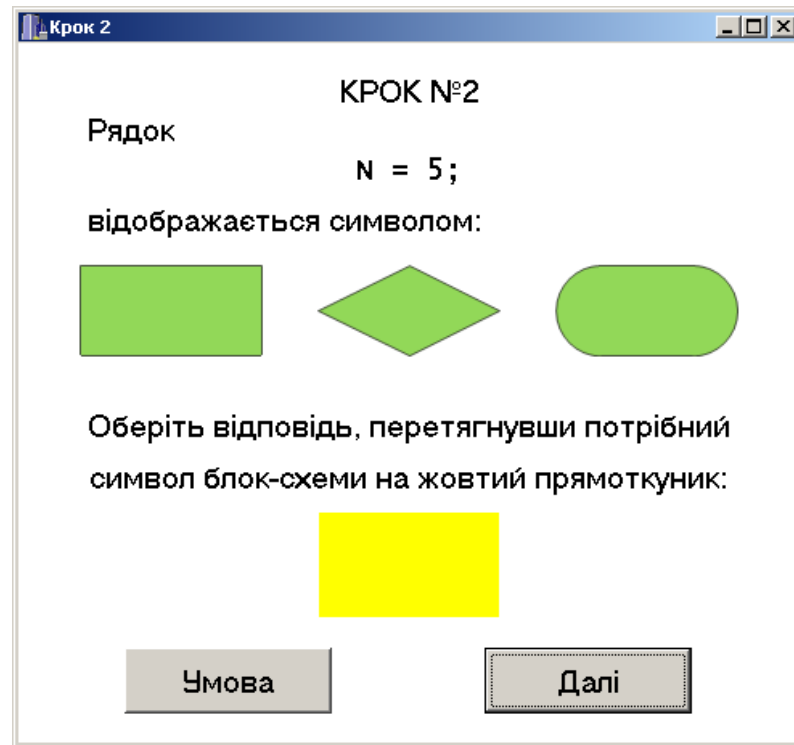 Крок 2
КРОК №2
Рядок
N = 5;
відображається символом:
Оберіть відповідь, перетягнувши потрібний
символ блок-схеми на жовтий прямоткуник:
Умова
Далі